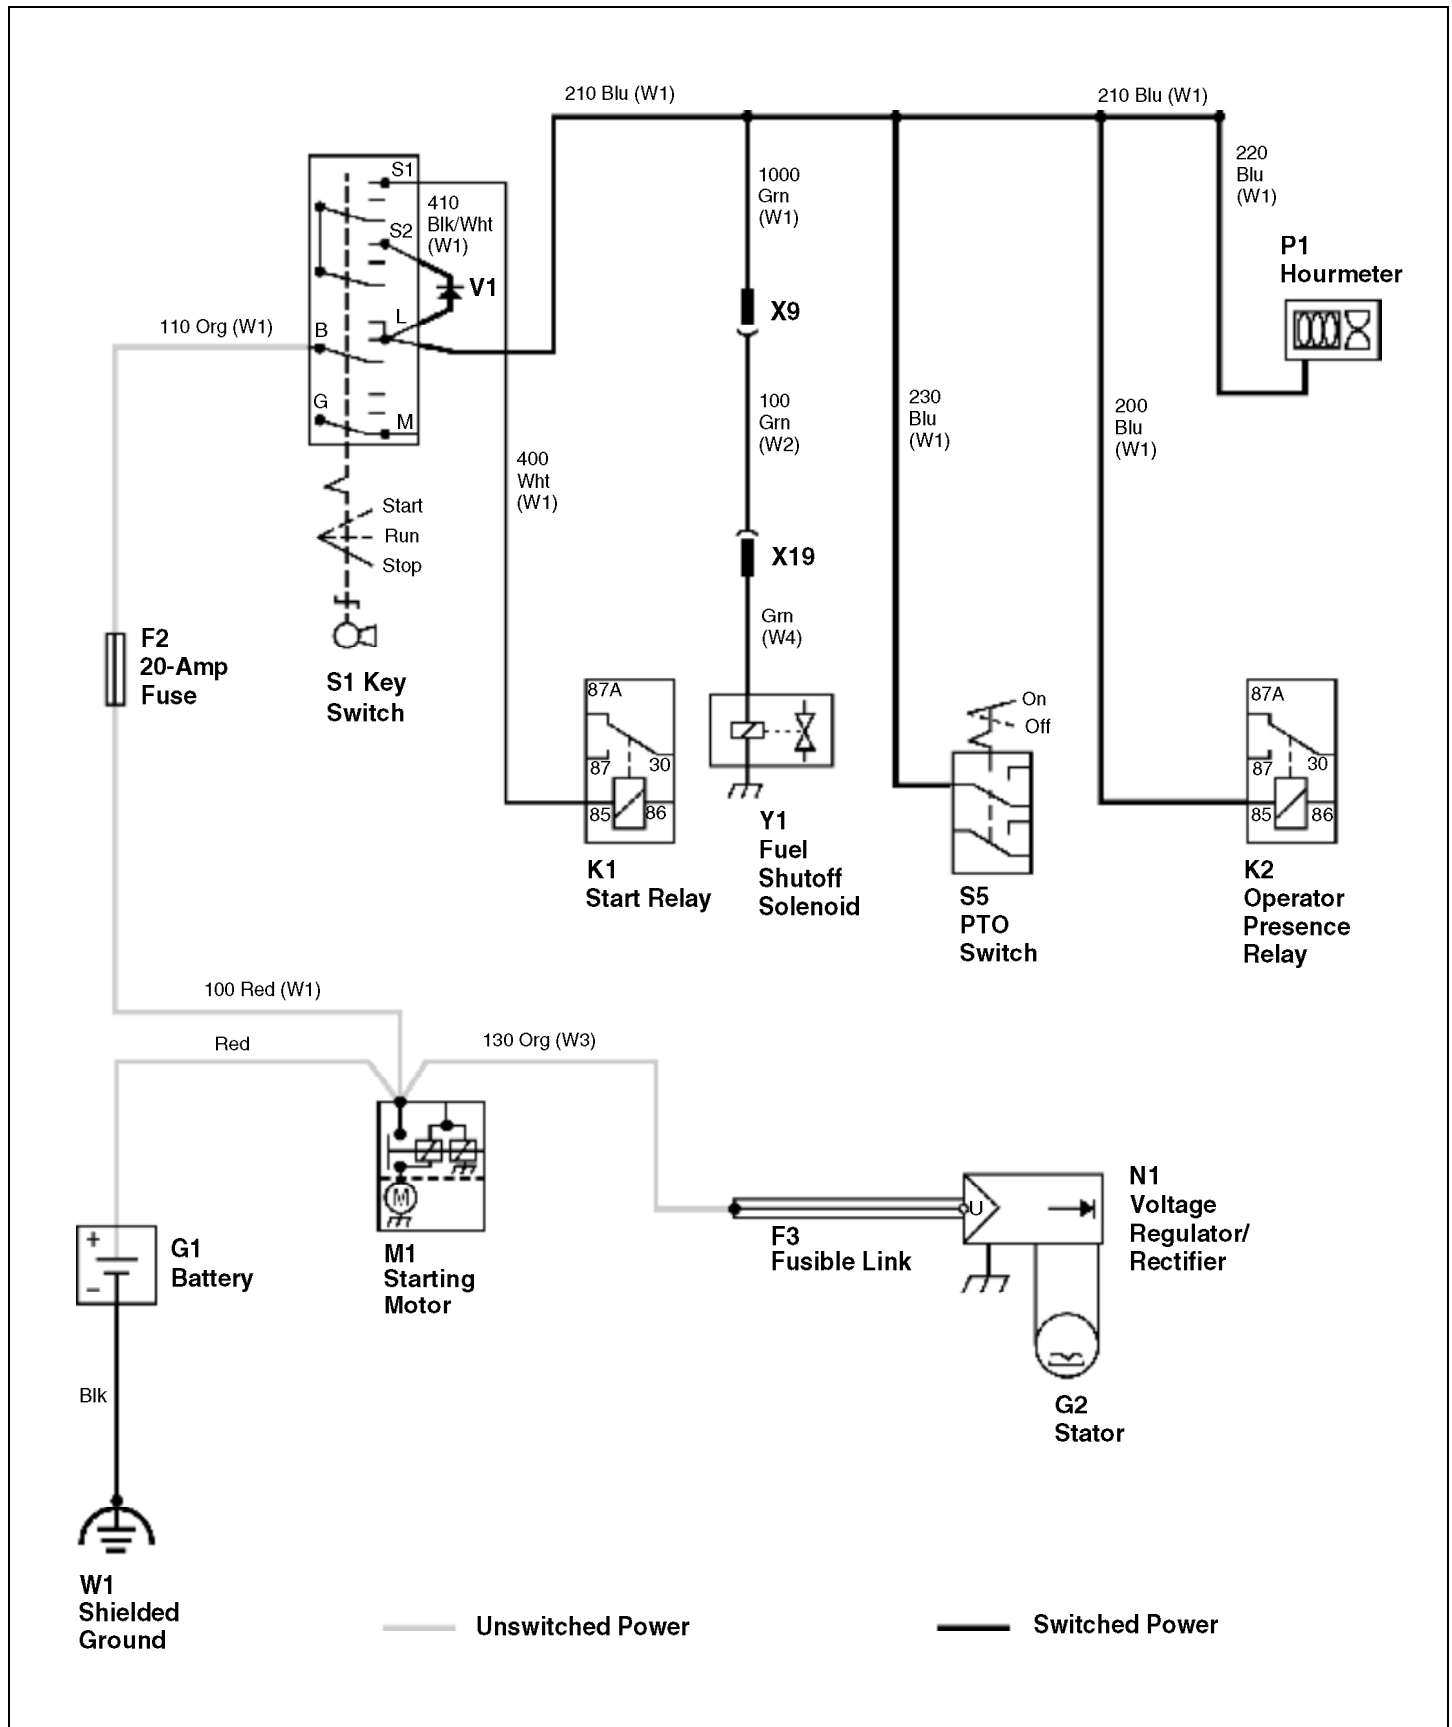 210 Blu (W1)
210 Blu (W1)
S1
410
Blk/Wht
(W1)
S2
V1
L
110 Org (W1)
B
G
M
1000
Grn
(W1)
220
Blu
(W1)
P1
Hourmeter
X9
100
Grn
(W2)
230
Blu
(W1)
200
Blu
(W1)
400
Wht
(W1)
Start
Run
Stop
X19
Grn
(W4)
F2
20-Amp
Fuse
S1 Key
Switch
87A
87
30
85
86
K1
Start Relay
Y1
Fuel
Shutoff
Solenoid
On
Off
S5
PTO
Switch
87A
87
30
85
86
K2
Operator
Presence
Relay
100 Red (W1)
Red
130 Org (W3)
M
M1
Starting
Motor
+
−
G1
Battery
F3
Fusible Link
U
N1
Voltage
Regulator/
Rectifier
G2
Stator
Blk
W1
Shielded
Ground
Unswitched Power
Switched Power